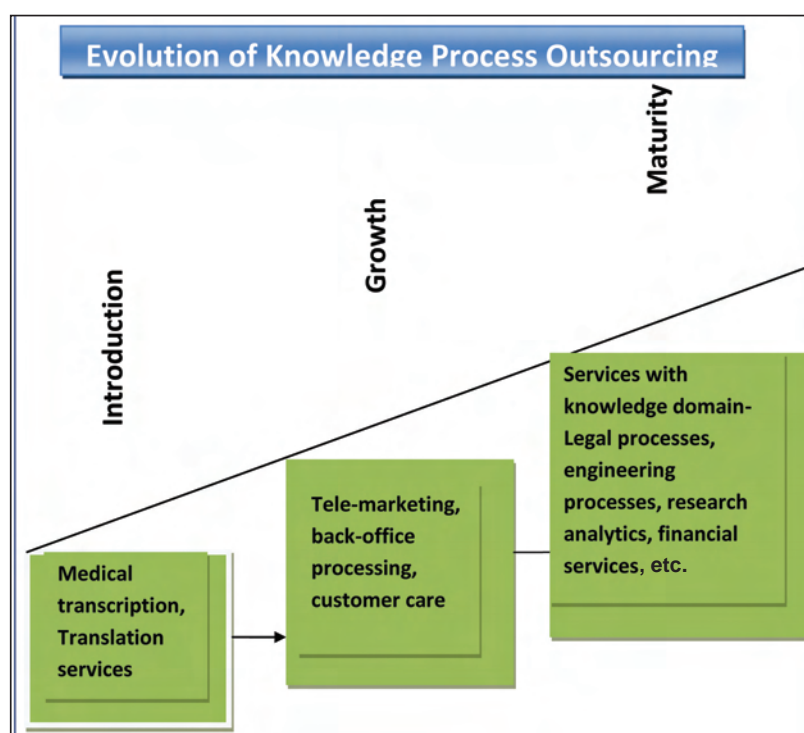 Evolution of Knowledge Process Outsourcing
Introduction
Growth
Maturity
Medical
transcription,
Translation
services
Tele-marketing,
back-office
processing,
customer care
Services with
knowledge domain-
Legal processes,
engineering
processes, research
analytics, financial
services, etc.